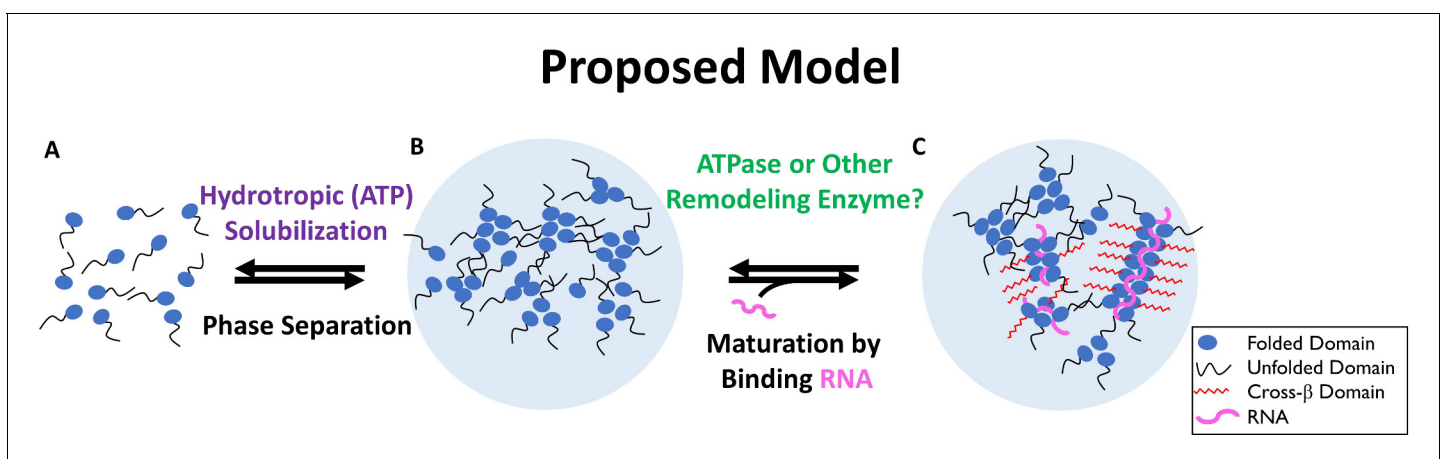 Proposed Model
A
Hydrotropic (ATP)
Solubilization
Phase Separation
B
ATPase or Other
Remodeling Enzyme?
Maturation by
Binding RNA
C
Folded Domain
Unfolded Domain
Cross-β Domain
RNA